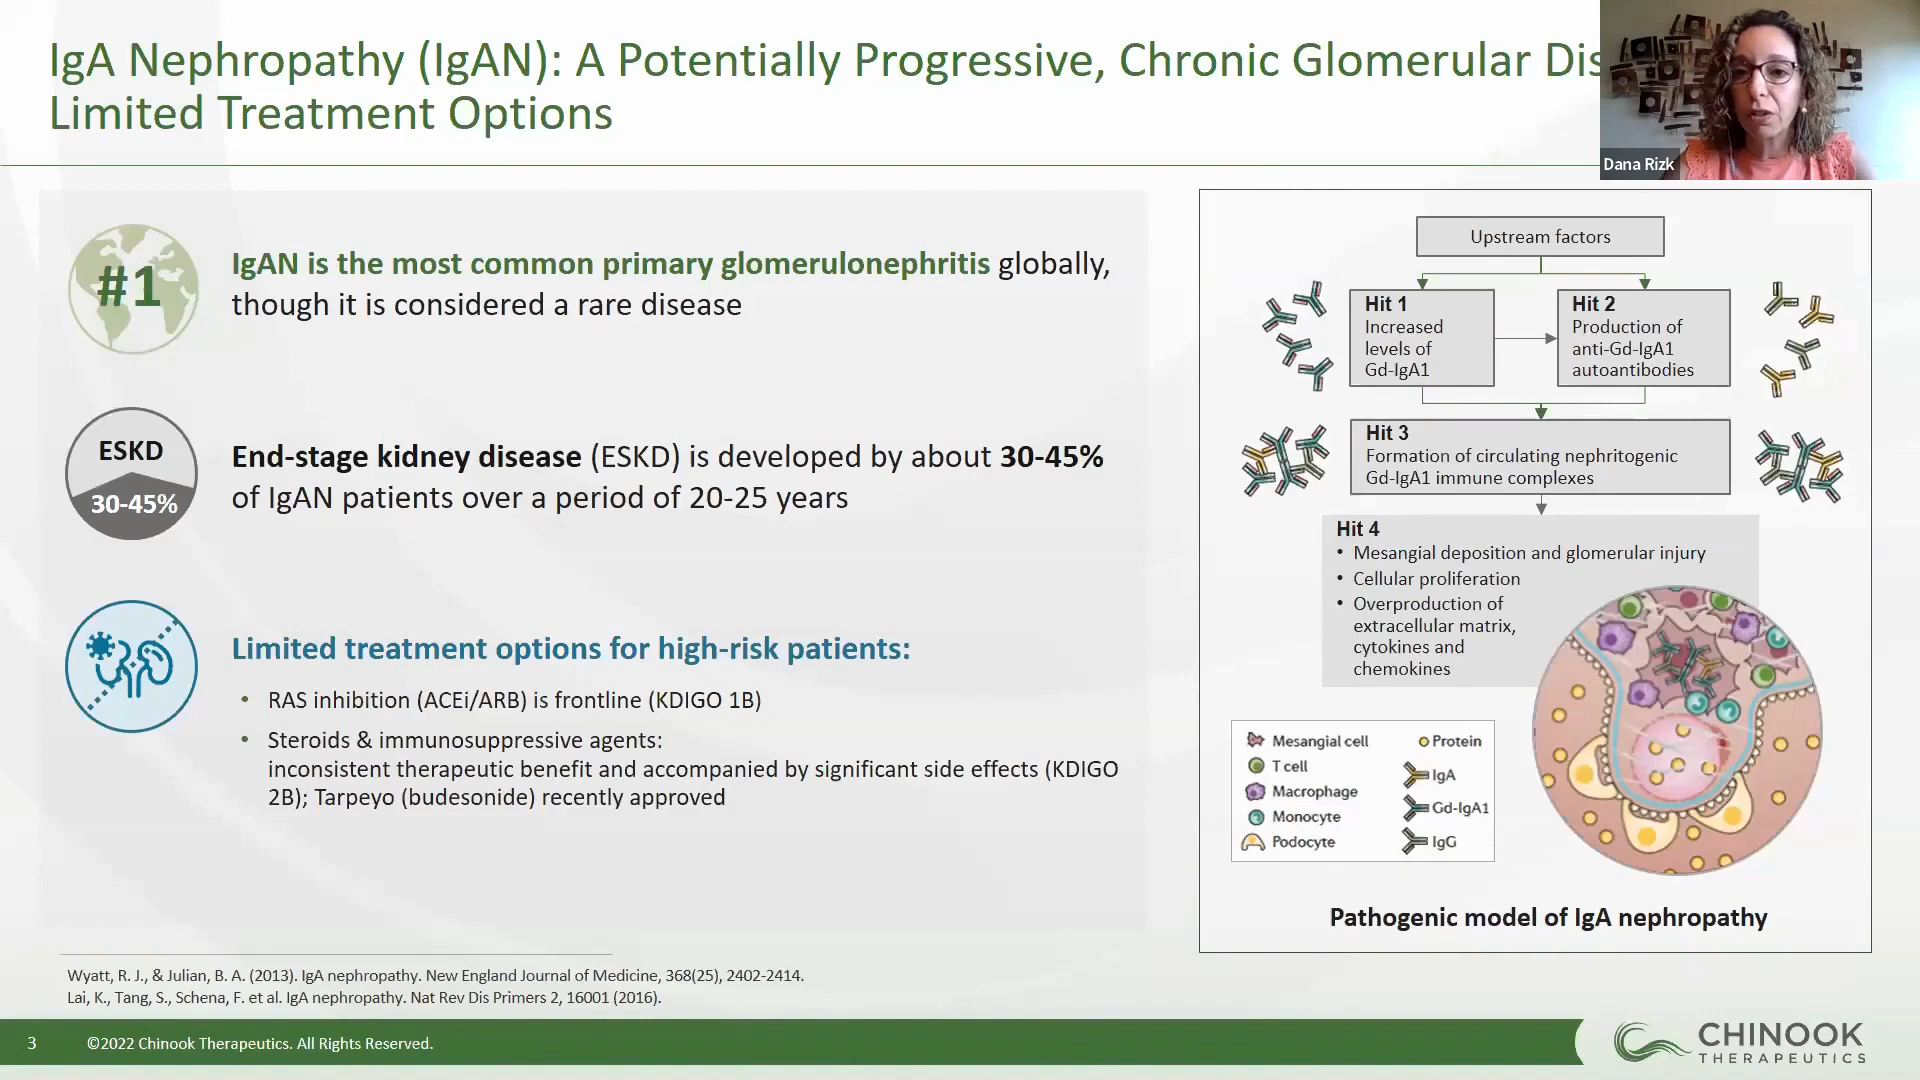 IgA Nephropathy (IgAN): A Potentially Progressive, Chronic Glomerular Dis
Limited Treatment Options
Dana Rizk
#1
IgAN is the most common primary glomerulonephritis globally,
though it is considered a rare disease
ESKD
30-45%
End-stage kidney disease (ESKD) is developed by about 30-45%
of IgAN patients over a period of 20-25 years
Limited treatment options for high-risk patients:
• RAS inhibition (ACEi/ARB) is frontline (KDIGO 1B)
• Steroids & immunosuppressive agents:
inconsistent therapeutic benefit and accompanied by significant side effects (KDIGO
2B); Tarpeyo (budesonide) recently approved
Upstream factors
Hit 1
Increased
levels of
Gd-IgA1
Hit 2
Production of
anti-Gd-IgA1
autoantibodies
Hit 3
Formation of circulating nephritogenic
Gd-IgA1 immune complexes
Hit 4
• Mesangial deposition and glomerular injury
• Cellular proliferation
• Overproduction of
extracellular matrix,
cytokines and
chemokines
Mesangial cell
T cell
Macrophage
Monocyte
Podocyte
Protein
IgA
Gd-IgA1
IgG
Pathogenic model of IgA nephropathy
Wyatt, R. J., & Julian, B. A. (2013). IgA nephropathy. New England Journal of Medicine, 368(25), 2402-2414.
Lai, K., Tang, S., Schena, F. et al. IgA nephropathy. Nat Rev Dis Primers 2, 16001 (2016).
3
©2022 Chinook Therapeutics. All Rights Reserved.
CHINOOK
THERAPEUTICS